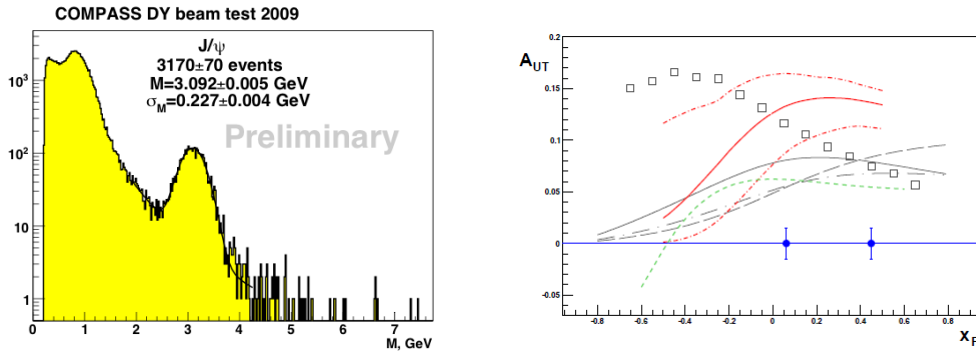 COMPASS DY beam test 2009
J/ψ
3170±70 events
M=3.092±0.005 GeV
σM=0.227±0.004 GeV
Preliminary
10³
10²
10
1
0 1 2 3 4 5 6 7
M, GeV
AUT
0.2
0.15
0.1
0.05
0
-0.05
-0.8 -0.6 -0.4 -0.2 0 0.2 0.4 0.6 0.8
xF